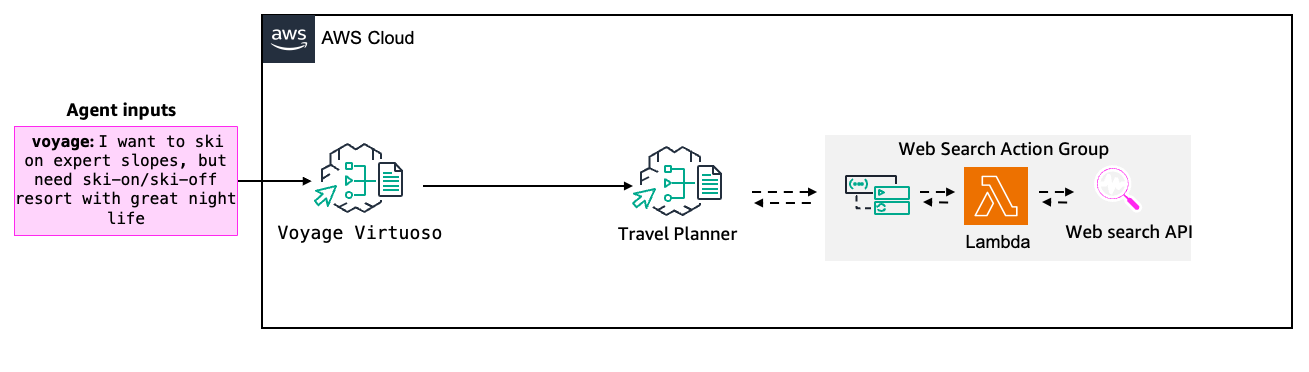 aws
AWS Cloud
Agent inputs
voyage: I want to ski
on expert slopes, but
need ski-on/ski-off
resort with great night
life
Voyage Virtuoso
Travel Planner
Web Search Action Group
Lambda
Web search API